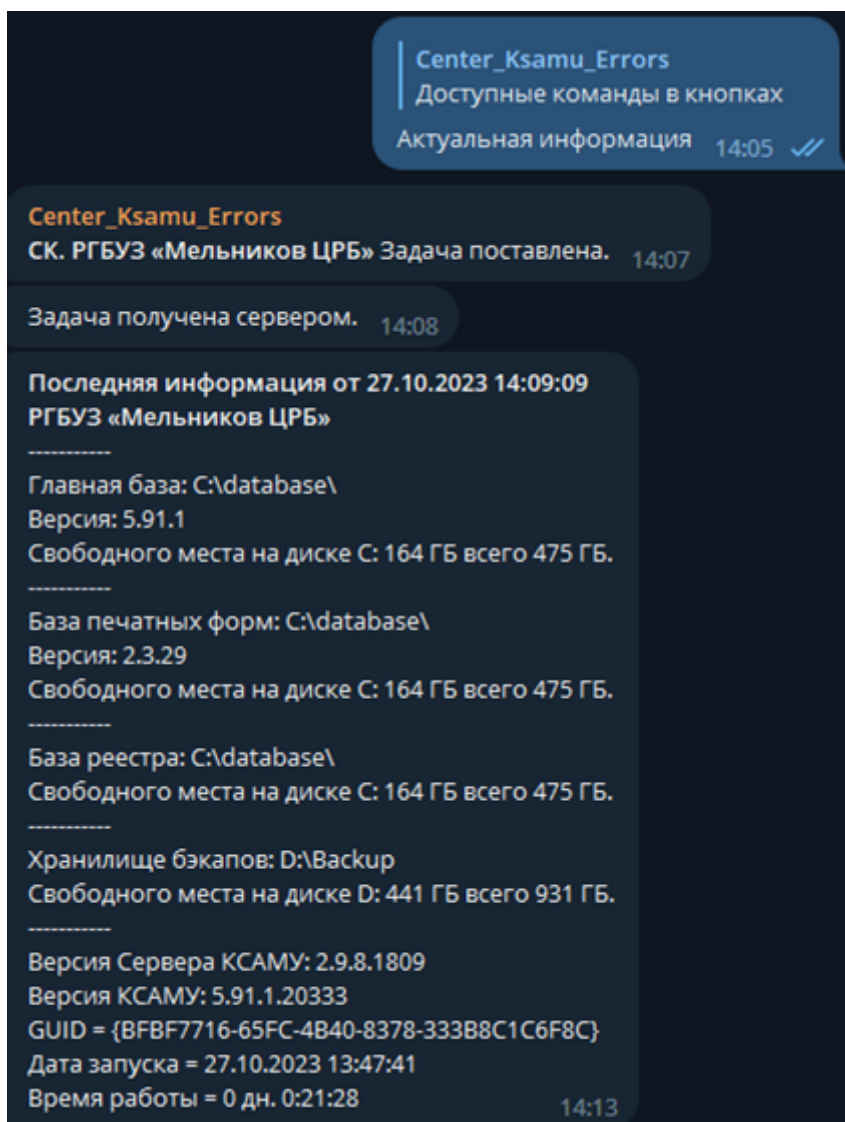 Center_Ksamu_Errors
Доступные команды в кнопках
Актуальная информация 14:05
Center_Ksamu_Errors
СК. РГБУЗ «Мельников ЦРБ» Задача поставлена. 14:07
Задача получена сервером. 14:08
Последняя информация от 27.10.2023 14:09:09
РГБУЗ «Мельников ЦРБ»
-----------
Главная база: C:\database\
Версия: 5.91.1
Свободного места на диске C: 164 ГБ всего 475 ГБ.
-----------
База печатных форм: C:\database\
Версия: 2.3.29
Свободного места на диске C: 164 ГБ всего 475 ГБ.
-----------
База реестра: C:\database\
Свободного места на диске C: 164 ГБ всего 475 ГБ.
-----------
Хранилище бэкапов: D:\Backup
Свободного места на диске D: 441 ГБ всего 931 ГБ.
-----------
Версия Сервера КСАМУ: 2.9.8.1809
Версия КСАМУ: 5.91.1.20333
GUID = {BFBF7716-65FC-4B40-8378-333B8C1C6F8C}
Дата запуска = 27.10.2023 13:47:41
Время работы = 0 дн. 0:21:28 14:13